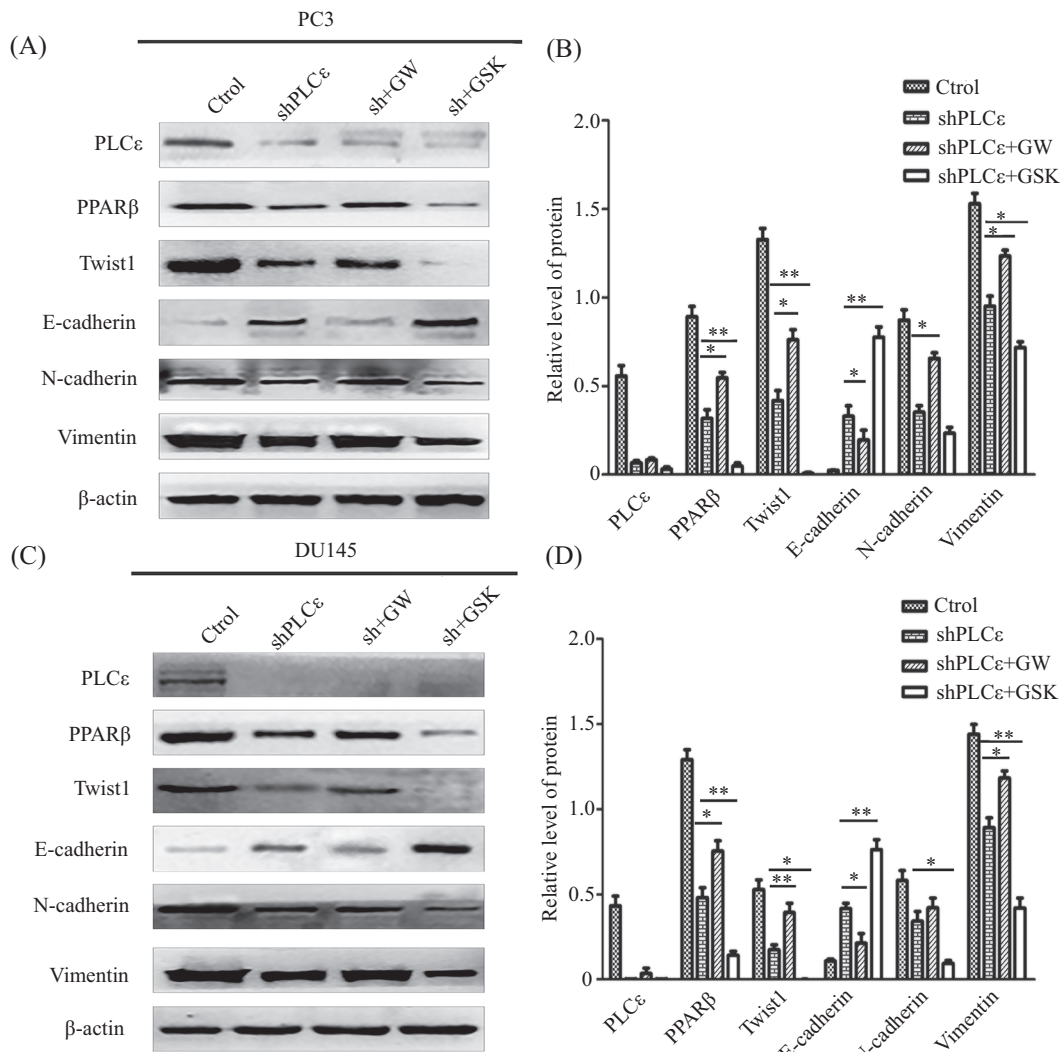 PC3
(A)
Ctrol
shPLCε
sh+GW
sh+GSK
PLCε
PPARβ
Twist1
E-cadherin
N-cadherin
Vimentin
β-actin
(B)
Ctrol
shPLCε
shPLCε+GW
shPLCε+GSK
Relative level of protein
2.0
1.5
1.0
0.5
0
** * ** * ** * * * *
PLCε
PPARβ
Twist1
E-cadherin
N-cadherin
Vimentin
DU145
(C)
Ctrol
shPLCε
sh+GW
sh+GSK
PLCε
PPARβ
Twist1
E-cadherin
N-cadherin
Vimentin
β-actin
(D)
Ctrol
shPLCε
shPLCε+GW
shPLCε+GSK
Relative level of protein
2.0
1.5
1.0
0.5
0
** * * ** ** * * ** *
PLCε
PPARβ
Twist1
E-cadherin
N-cadherin
Vimentin